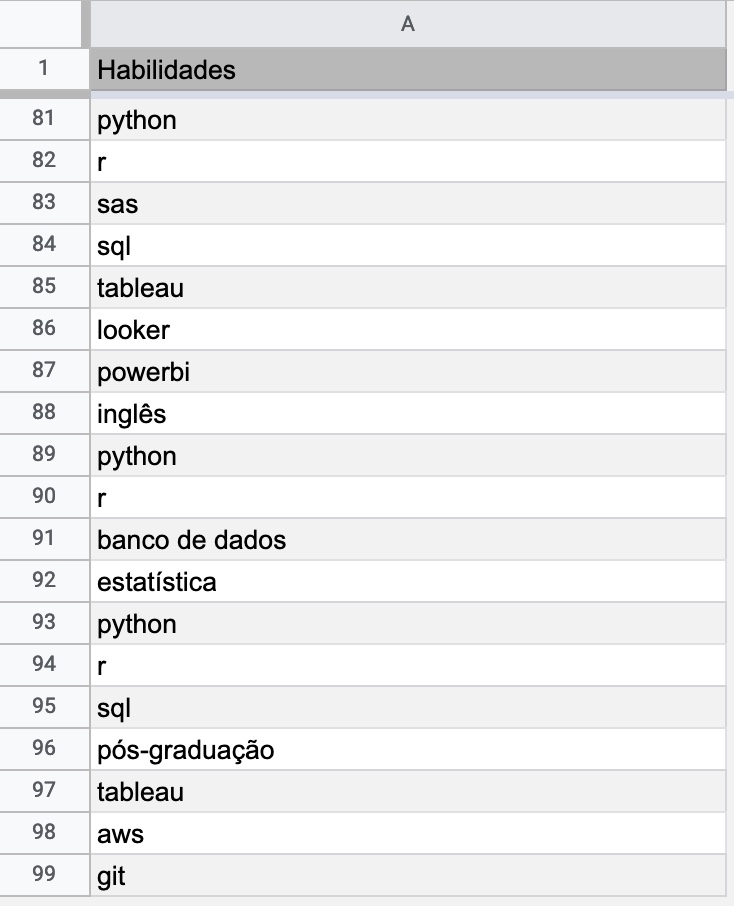 A
1 Habilidades
81 python
82 r
83 sas
84 sql
85 tableau
86 looker
87 powerbi
88 inglês
89 python
90 r
91 banco de dados
92 estatística
93 python
94 r
95 sql
96 pós-graduação
97 tableau
98 aws
99 git